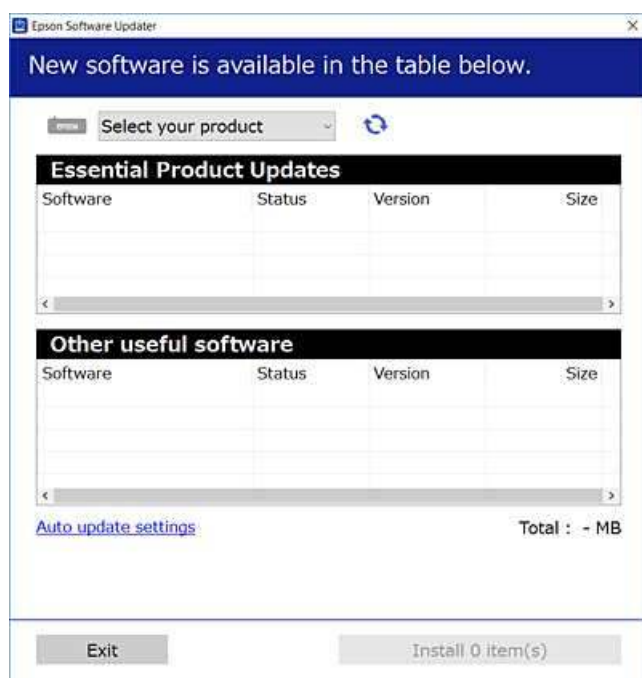 Epson Software Updater
New software is available in the table below.
EPSON Select your product
Essential Product Updates
Software Status Version Size
Other useful software
Software Status Version Size
Auto update settings Total : - MB
Exit Install 0 item(s)